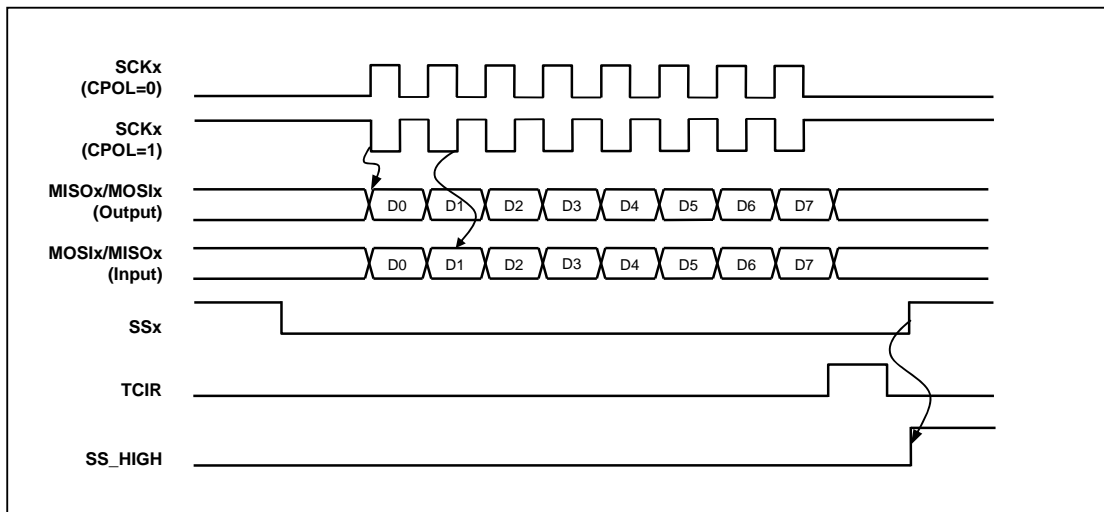 SCKx
(CPOL=0)
SCKx
(CPOL=1)
MISOx/MOSIx
(Output)
D0 D1 D2 D3 D4 D5 D6 D7
MOSIx/MISOx
(Input)
D0 D1 D2 D3 D4 D5 D6 D7
SSx
TCIR
SS_HIGH